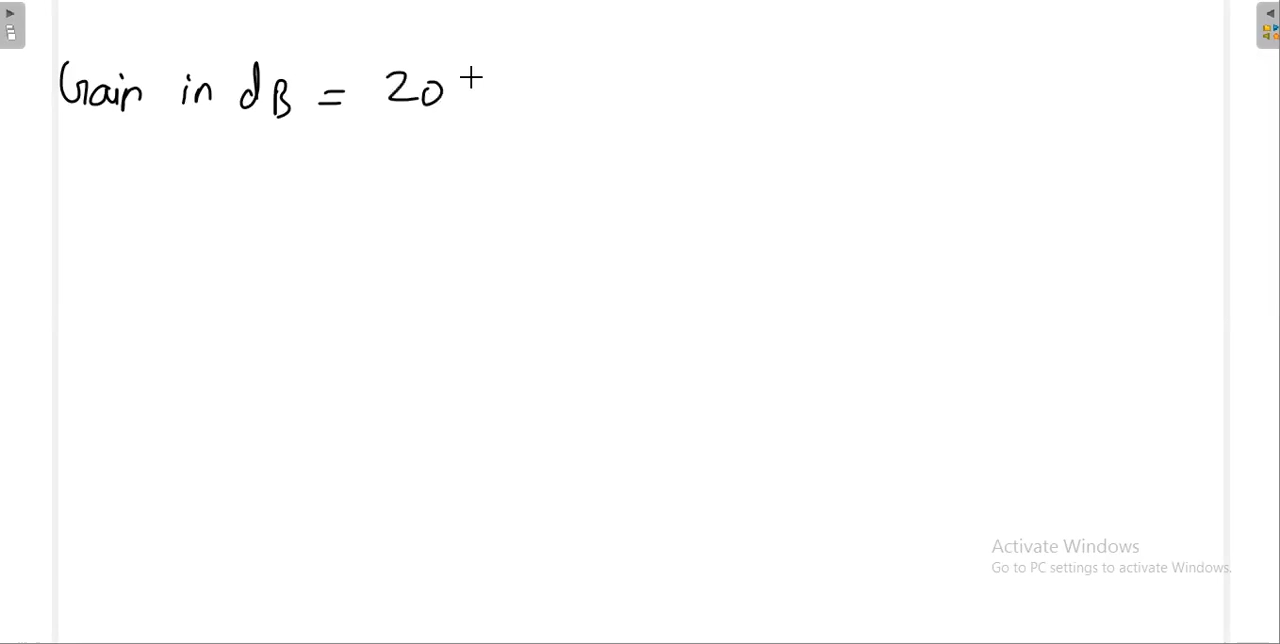 Gain in dB = 20
Activate Windows
Go to PC settings to activate Windows.